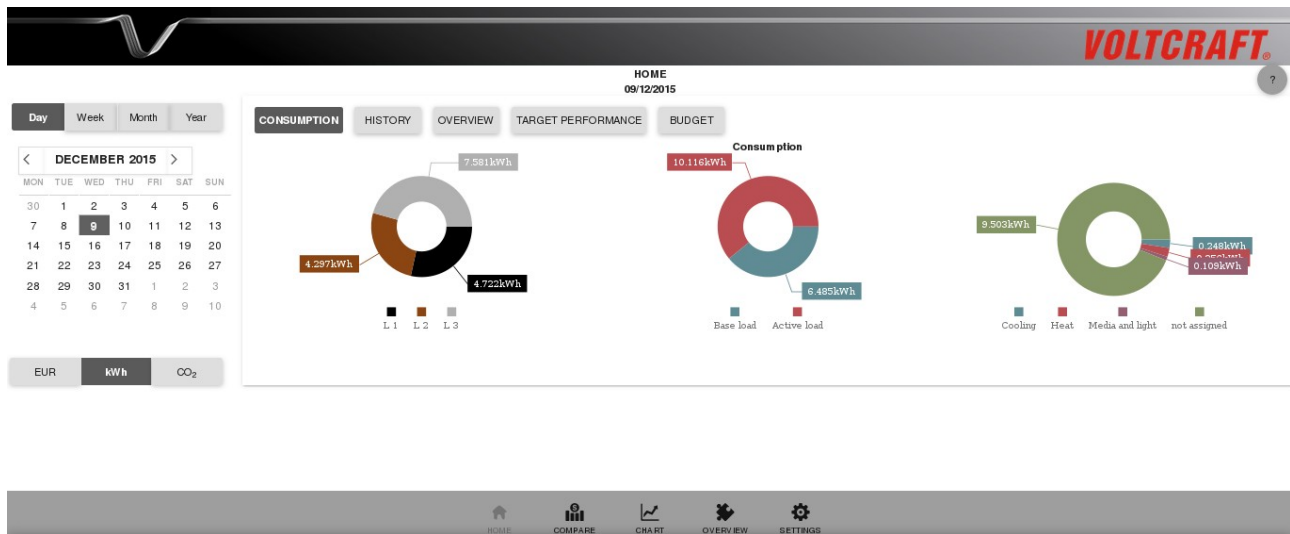 VOLTCRAFT®
HOME
09/12/2015
?
Day Week Month Year
< DECEMBER 2015 >
MON TUE WED THU FRI SAT SUN
30 1 2 3 4 5 6
7 8 9 10 11 12 13
14 15 16 17 18 19 20
21 22 23 24 25 26 27
28 29 30 31 1 2 3
4 5 6 7 8 9 10
EUR kWh CO₂
CONSUMPTION HISTORY OVERVIEW TARGET PERFORMANCE BUDGET
Consumption
7.581kWh
4.297kWh
4.722kWh
L 1 L 2 L 3
10.116kWh
6.485kWh
Base load Active load
9.503kWh
0.248kWh
0.109kWh
Cooling Heat Media and light not assigned
HOME COMPARE CHART OVERVIEW SETTINGS